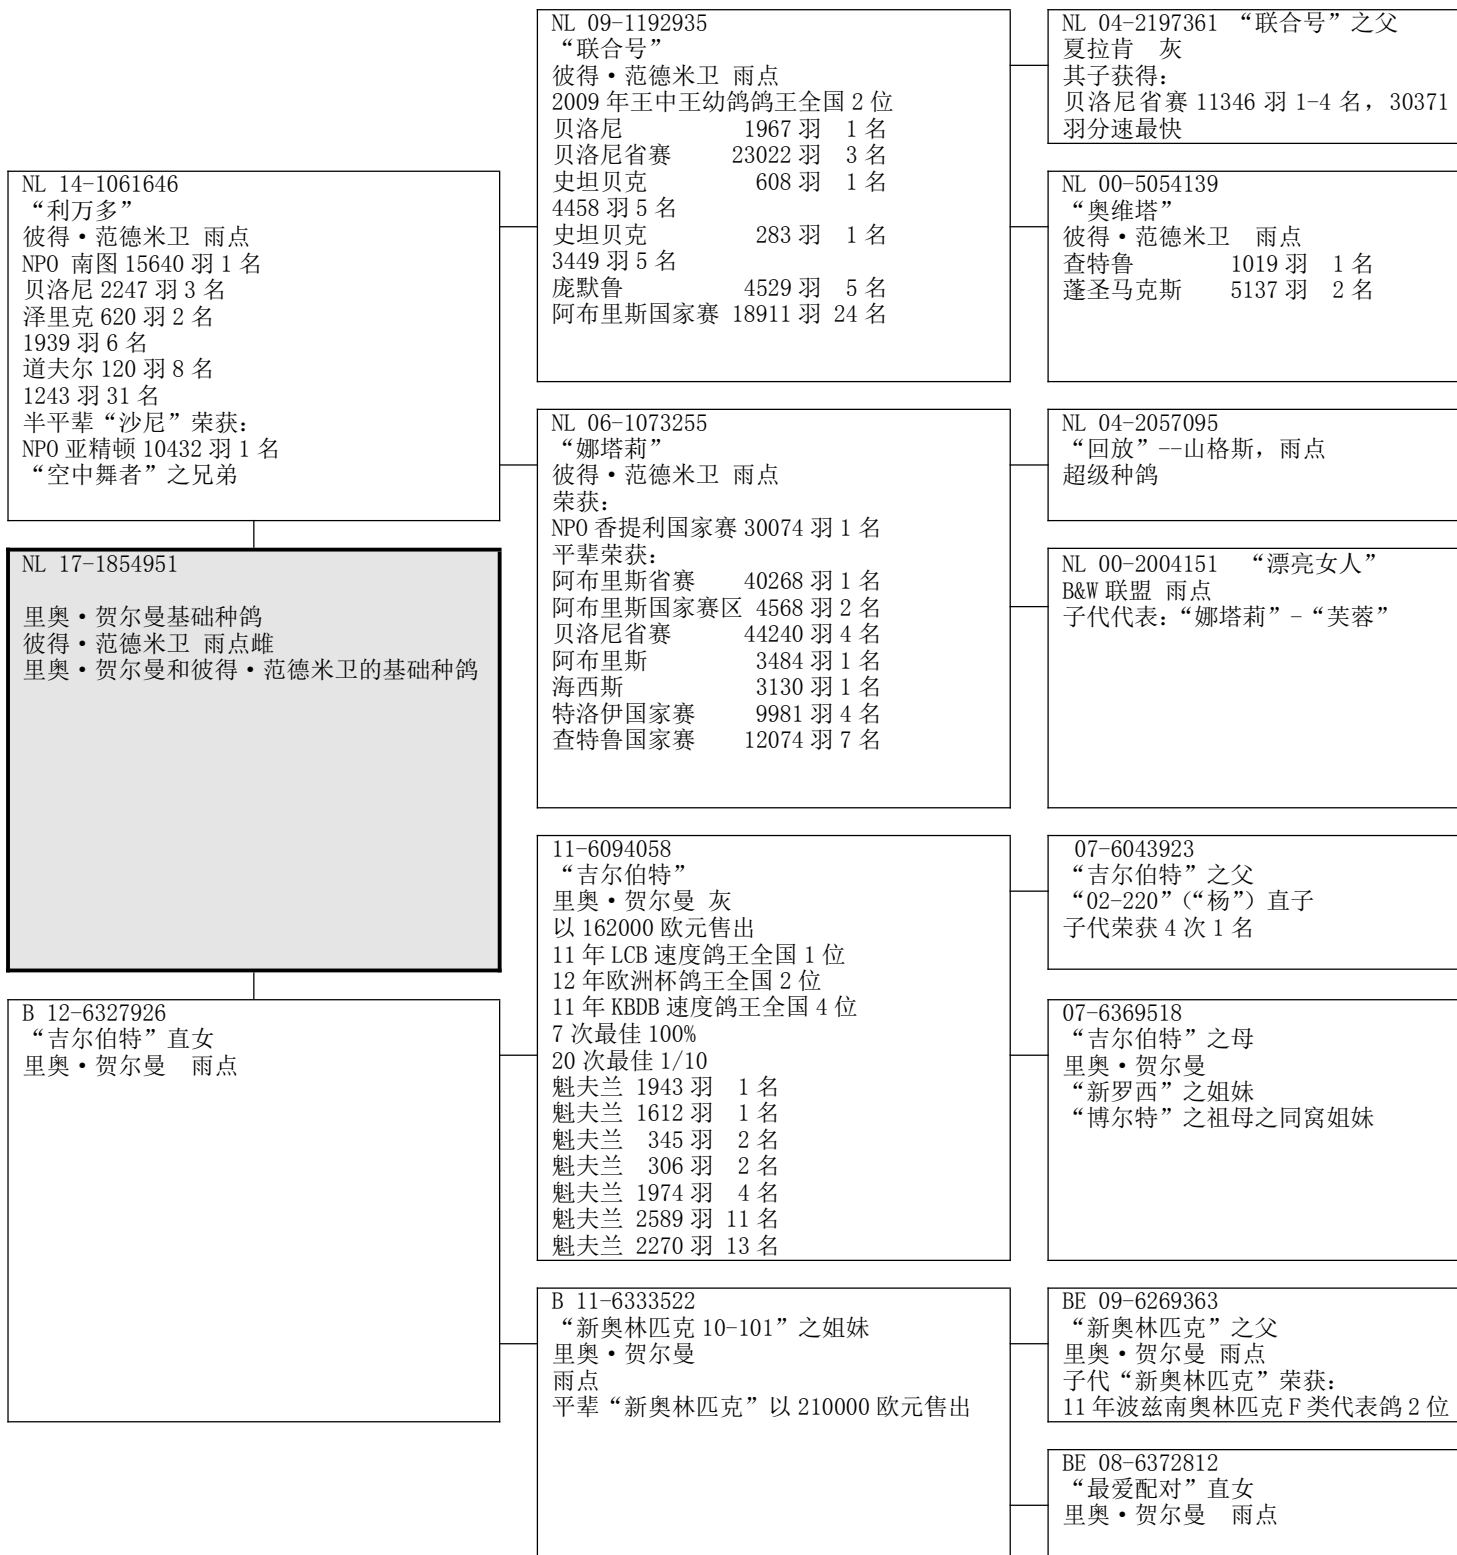 NL 14-1061646
“利万多”
彼得·范德米卫 雨点
NPO 南图 15640 羽 1 名
贝洛尼 2247 羽 3 名
泽里克 620 羽 2 名
1939 羽 6 名
道夫尔 120 羽 8 名
1243 羽 31 名
半平辈“沙尼”荣获：
NPO 亚精顿 10432 羽 1 名
“空中舞者”之兄弟
NL 17-1854951
里奥·贺尔曼基础种鸽
彼得·范德米卫 雨点雌
里奥·贺尔曼和彼得·范德米卫的基础种鸽
B 12-6327926
“吉尔伯特”直女
里奥·贺尔曼 雨点
NL 09-1192935
“联合号”
彼得·范德米卫 雨点
2009 年王中王幼鸽鸽王全国 2 位
贝洛尼 1967 羽 1 名
贝洛尼省赛 23022 羽 3 名
史坦贝克 608 羽 1 名
4458 羽 5 名
史坦贝克 283 羽 1 名
3449 羽 5 名
庞默鲁 4529 羽 5 名
阿布里斯国家赛 18911 羽 24 名
NL 06-1073255
“娜塔莉”
彼得·范德米卫 雨点
荣获：
NPO 香提利国家赛 30074 羽 1 名
平辈荣获：
阿布里斯省赛 40268 羽 1 名
阿布里斯国家赛区 4568 羽 2 名
贝洛尼省赛 44240 羽 4 名
阿布里斯 3484 羽 1 名
海西斯 3130 羽 1 名
特洛伊国家赛 9981 羽 4 名
查特鲁国家赛 12074 羽 7 名
11-6094058
“吉尔伯特”
里奥·贺尔曼 灰
以 162000 欧元售出
11 年 LCB 速度鸽王全国 1 位
12 年欧洲杯鸽王全国 2 位
11 年 KBDB 速度鸽王全国 4 位
7 次最佳 100%
20 次最佳 1/10
魁夫兰 1943 羽 1 名
魁夫兰 1612 羽 1 名
魁夫兰 345 羽 2 名
魁夫兰 306 羽 2 名
魁夫兰 1974 羽 4 名
魁夫兰 2589 羽 11 名
魁夫兰 2270 羽 13 名
B 11-6333522
“新奥林匹克 10-101”之姐妹
里奥·贺尔曼
雨点
平辈“新奥林匹克”以 210000 欧元售出
NL 04-2197361 “联合号”之父
夏拉肯 灰
其子获得：
贝洛尼省赛 11346 羽 1-4 名，30371
羽分速最快
NL 00-5054139
“奥维塔”
彼得·范德米卫 雨点
查特鲁 1019 羽 1 名
蓬圣马克斯 5137 羽 2 名
NL 04-2057095
“回放”--山格斯，雨点
超级种鸽
NL 00-2004151 “漂亮女人”
B&W 联盟 雨点
子代代表：“娜塔莉”-“芙蓉”
07-6043923
“吉尔伯特”之父
“02-220”（“杨”）直子
子代荣获 4 次 1 名
07-6369518
“吉尔伯特”之母
里奥·贺尔曼
“新罗西”之姐妹
“博尔特”之祖母之同窝姐妹
BE 09-6269363
“新奥林匹克”之父
里奥·贺尔曼 雨点
子代“新奥林匹克”荣获：
11 年波兹南奥林匹克 F 类代表鸽 2 位
BE 08-6372812
“最爱配对”直女
里奥·贺尔曼 雨点